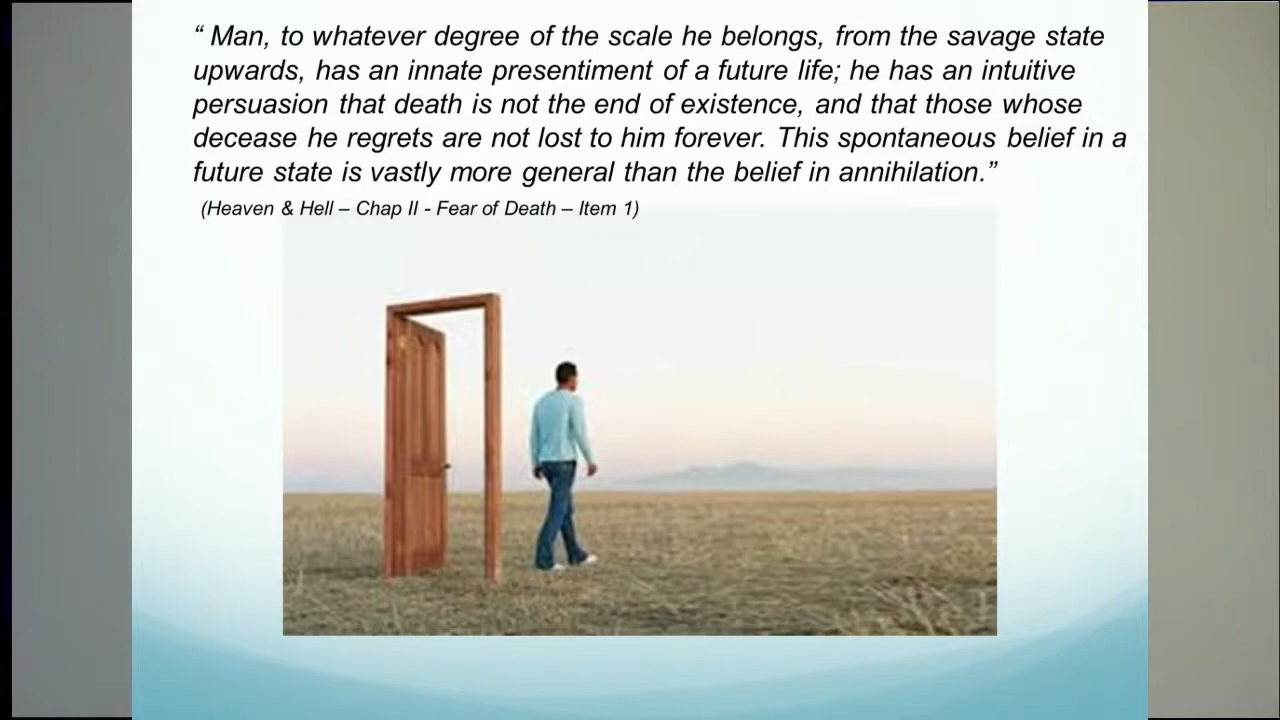 “ Man, to whatever degree of the scale he belongs, from the savage state
upwards, has an innate presentiment of a future life; he has an intuitive
persuasion that death is not the end of existence, and that those whose
decease he regrets are not lost to him forever. This spontaneous belief in a
future state is vastly more general than the belief in annihilation.”
(Heaven & Hell – Chap II - Fear of Death – Item 1)